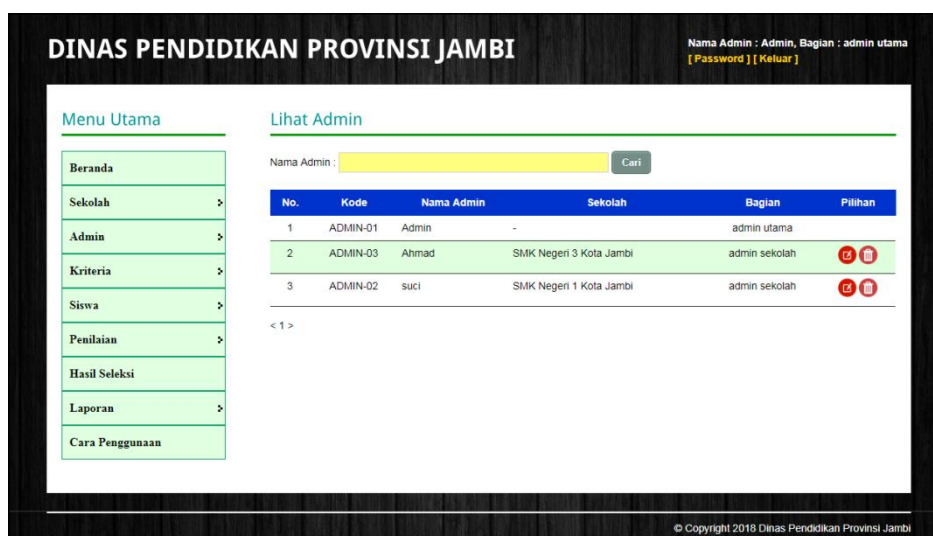 DINAS PENDIDIKAN PROVINSI JAMBI
Nama Admin : Admin, Bagian : admin utama
[ Password ] [ Keluar ]
Menu Utama
Beranda
Sekolah
Admin
Kriteria
Siswa
Penilaian
Hasil Seleksi
Laporan
Cara Penggunaan
Lihat Admin
Nama Admin : Cari
No. Kode Nama Admin Sekolah Bagian Pilihan
1 ADMIN-01 Admin - admin utama
2 ADMIN-03 Ahmad SMK Negeri 3 Kota Jambi admin sekolah
3 ADMIN-02 suci SMK Negeri 1 Kota Jambi admin sekolah
< 1 >
© Copyright 2018 Dinas Pendidikan Provinsi Jambi